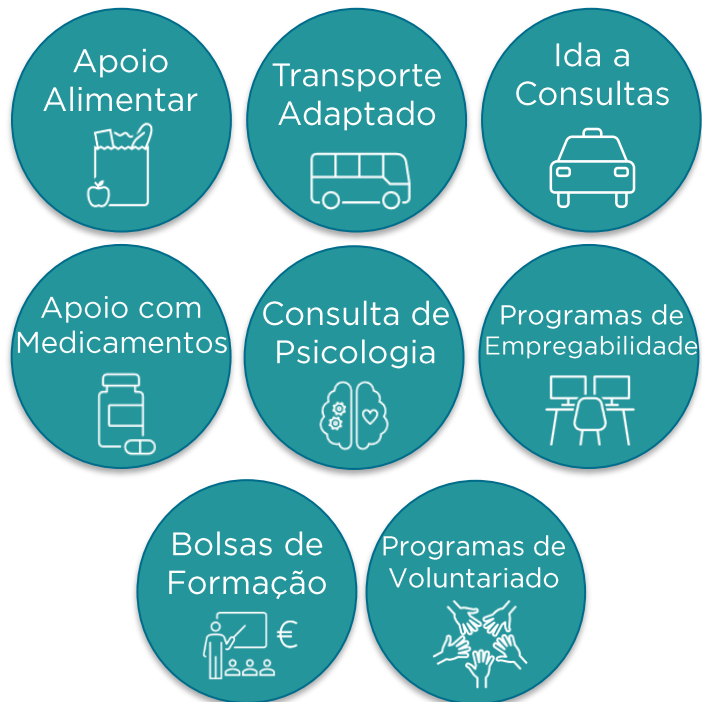 Apoio
Alimentar
Transporte
Adaptado
Ida a
Consultas
Apoio com
Medicamentos
Consulta de
Psicologia
Programas de
Empregabilidade
Bolsas de
Formação
€
Programas de
Voluntariado